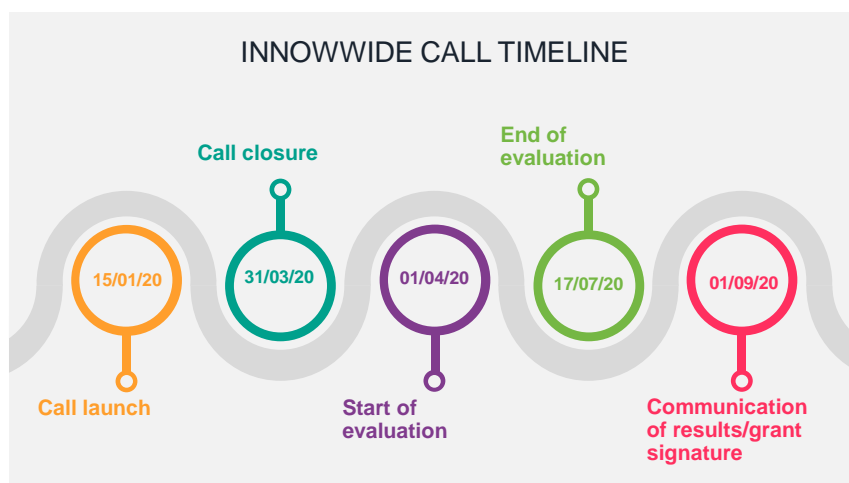 INNOWWIDE CALL TIMELINE
15/01/20
Call launch
Call closure
31/03/20
01/04/20
Start of
evaluation
End of
evaluation
17/07/20
01/09/20
Communication
of results/grant
signature